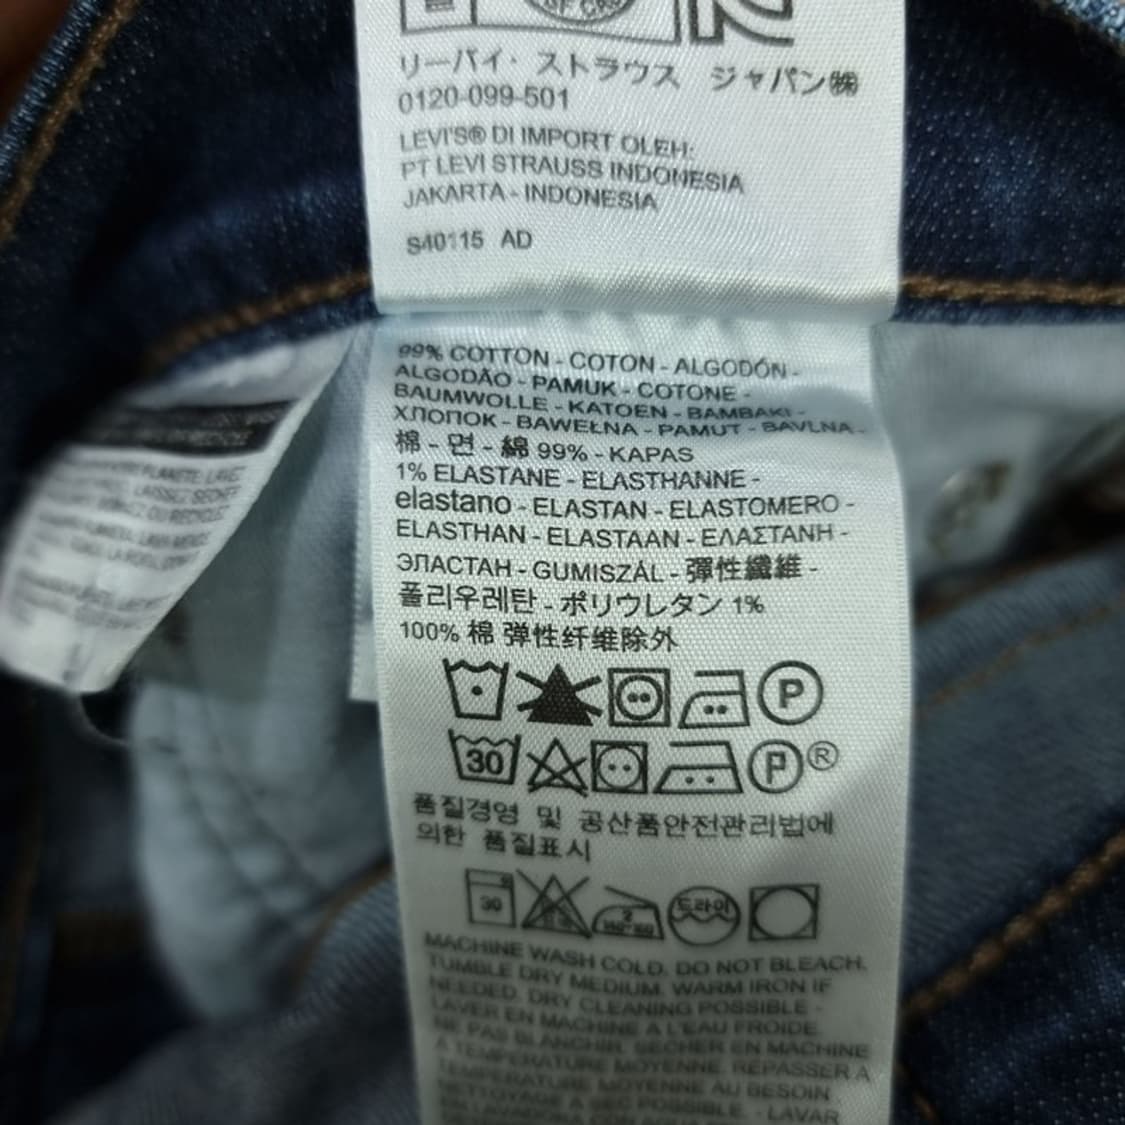 リーバイ・ストラウス ジャパン㈱
0120-099-501
LEVI'S® DI IMPORT OLEH:
PT LEVI STRAUSS INDONESIA
JAKARTA - INDONESIA
S40115 AD
99% COTTON - COTON - ALGODÓN -
ALGODÃO - PAMUK - COTONE -
BAUMWOLLE - KATOEN - BAMBAKI -
ХЛОПОК - BAWEŁNA - PAMUT - BAVLNA -
棉 - 면 - 綿 99% - KAPAS
1% ELASTANE - ELASTHANNE -
elastano - ELASTAN - ELASTOMERO -
ELASTHAN - ELASTAAN - ΕΛΑΣΤΑΝΗ -
ЭЛАСТАН - GUMISZÁL - 彈性纖維 -
폴리우레탄 - ポリウレタン 1%
100% 棉 弹性纤维除外
P
30 P ®
품질경영 및 공산품안전관리법에
의한 품질표시
30 드라이
MACHINE WASH COLD. DO NOT BLEACH.
TUMBLE DRY MEDIUM. WARM IRON IF
NEEDED. DRY CLEANING POSSIBLE -
LAVER EN MACHINE A L'EAU FROIDE.
NE PAS BLANCHIR. SECHER EN MACHINE
A TEMPERATURE MOYENNE. REPASSER A
TEMPERATURE MOYENNE AU BESOIN
NETTOYAGE A SEC POSSIBLE. - LAVAR